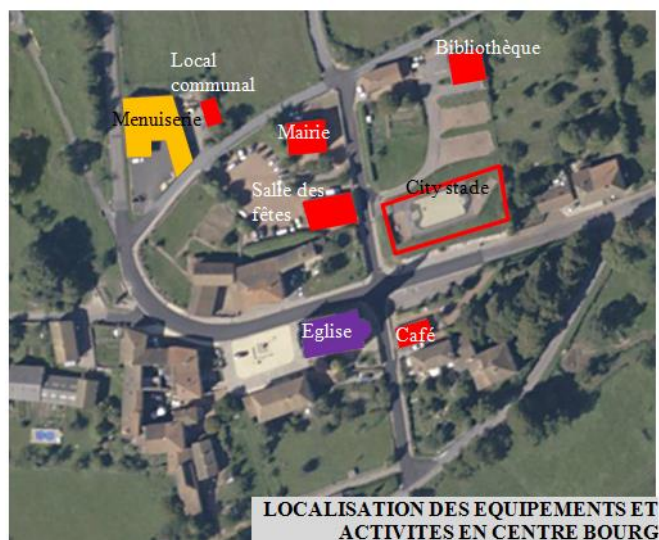 Bibliothèque
Local
communal
Menuiserie
Mairie
Salle des
fêtes
City stade
Eglise
Café
LOCALISATION DES EQUIPEMENTS ET
ACTIVITES EN CENTRE BOURG